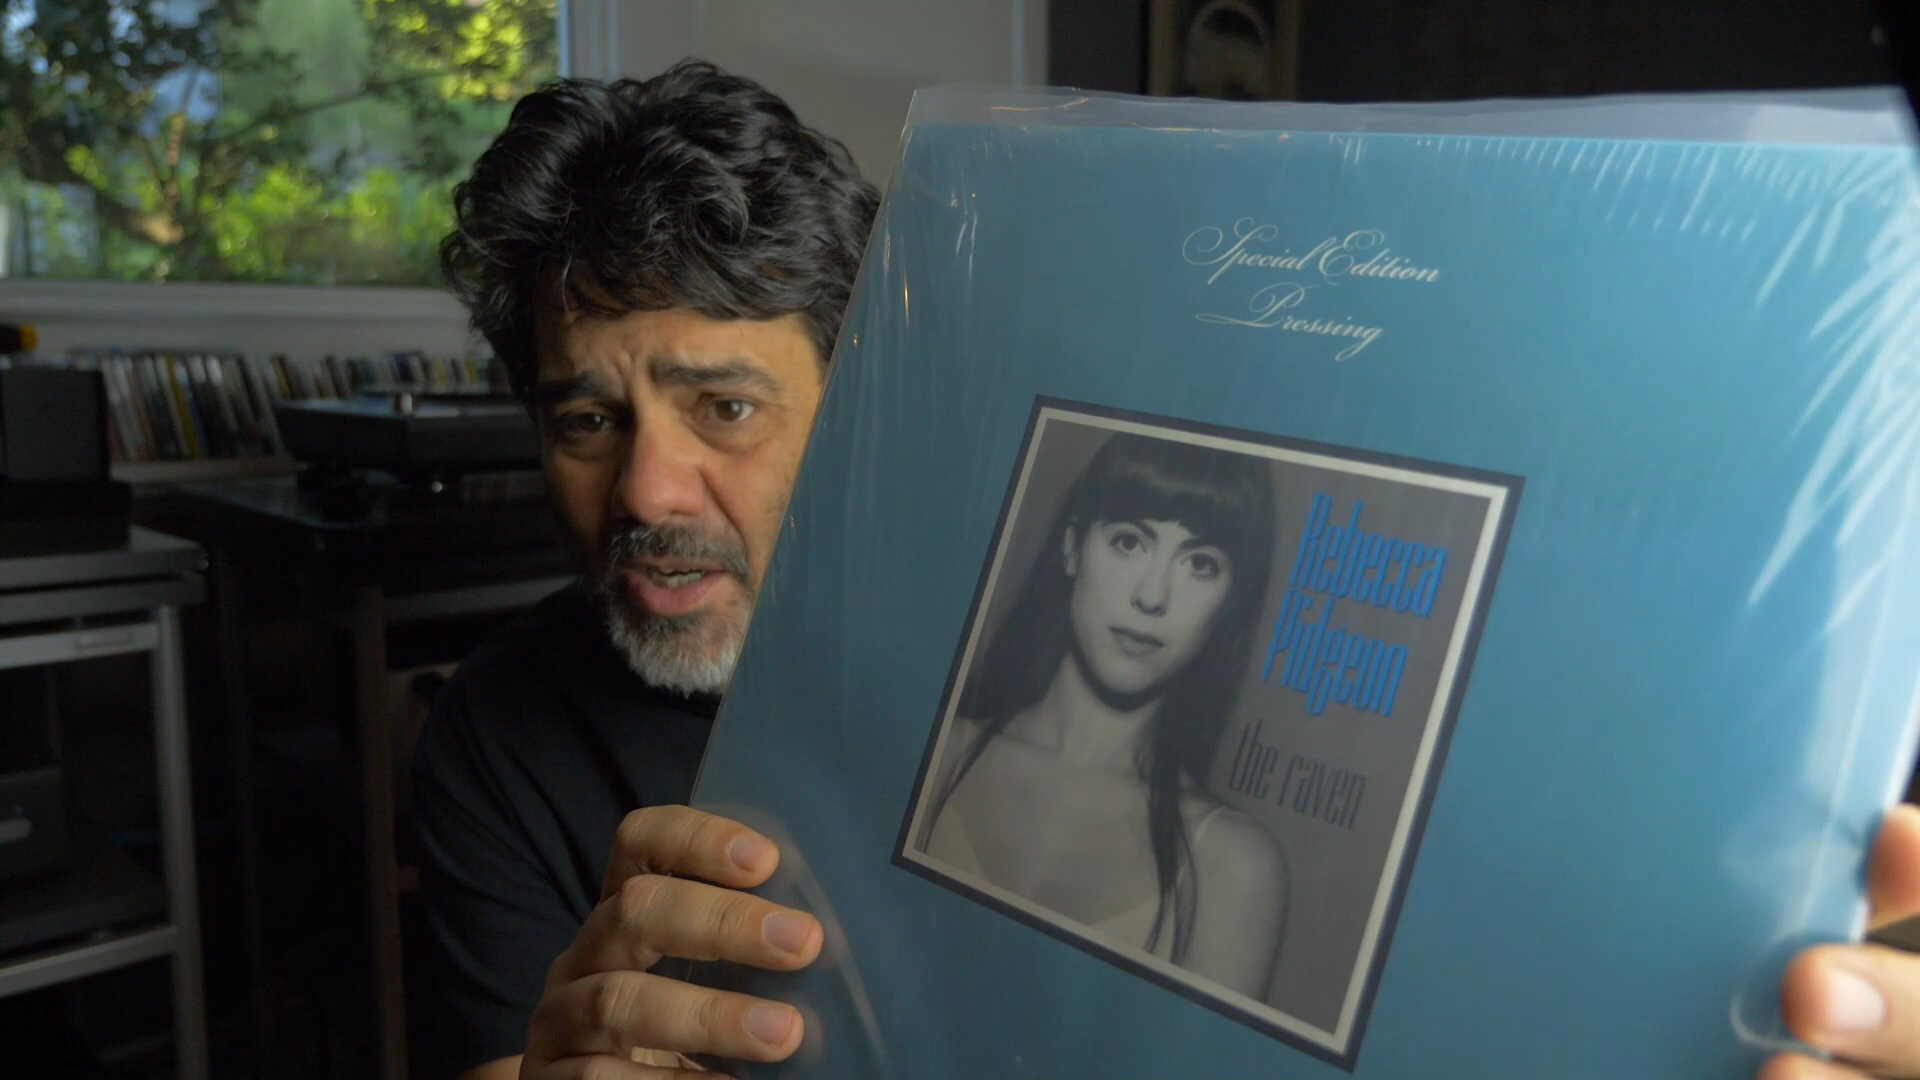 Special Edition
Pressing
Rebecca
Pidgeon
the raven